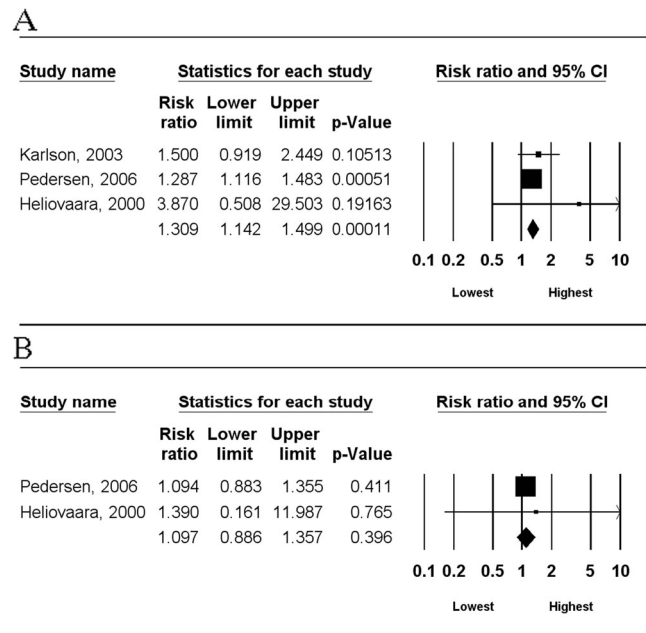 A
Study name Statistics for each study Risk ratio and 95% CI
Risk Lower Upper
ratio limit limit p-Value
Karlson, 2003 1.500 0.919 2.449 0.10513
Pedersen, 2006 1.287 1.116 1.483 0.00051
Heliovaara, 2000 3.870 0.508 29.503 0.19163
1.309 1.142 1.499 0.00011
0.1 0.2 0.5 1 2 5 10
Lowest Highest
B
Study name Statistics for each study Risk ratio and 95% CI
Risk Lower Upper
ratio limit limit p-Value
Pedersen, 2006 1.094 0.883 1.355 0.411
Heliovaara, 2000 1.390 0.161 11.987 0.765
1.097 0.886 1.357 0.396
0.1 0.2 0.5 1 2 5 10
Lowest Highest